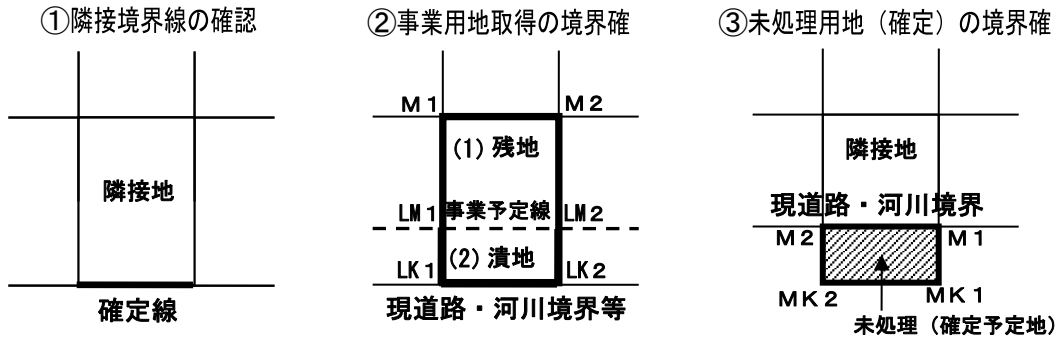 ①隣接境界線の確認
隣接地
確定線
②事業用地取得の境界確
M1
M2
(1) 残地
LM1
事業予定線
LM2
LK1
(2) 潰地
LK2
現道路・河川境界等
③未処理用地（確定）の境界確
隣接地
現道路・河川境界
M2
M1
MK2
MK1
未処理（確定予定地）